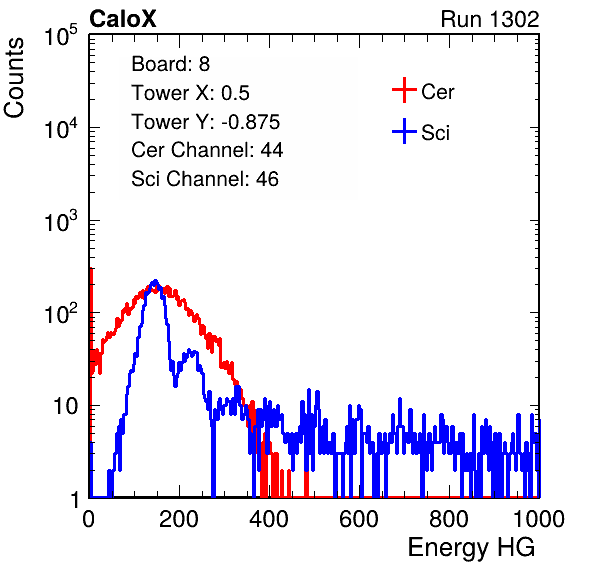 CaloX Run 1302
Counts
Board: 8
Tower X: 0.5
Tower Y: -0.875
Cer Channel: 44
Sci Channel: 46
Cer
Sci
10^5
10^4
10^3
10^2
10
1
0 200 400 600 800 1000
Energy HG